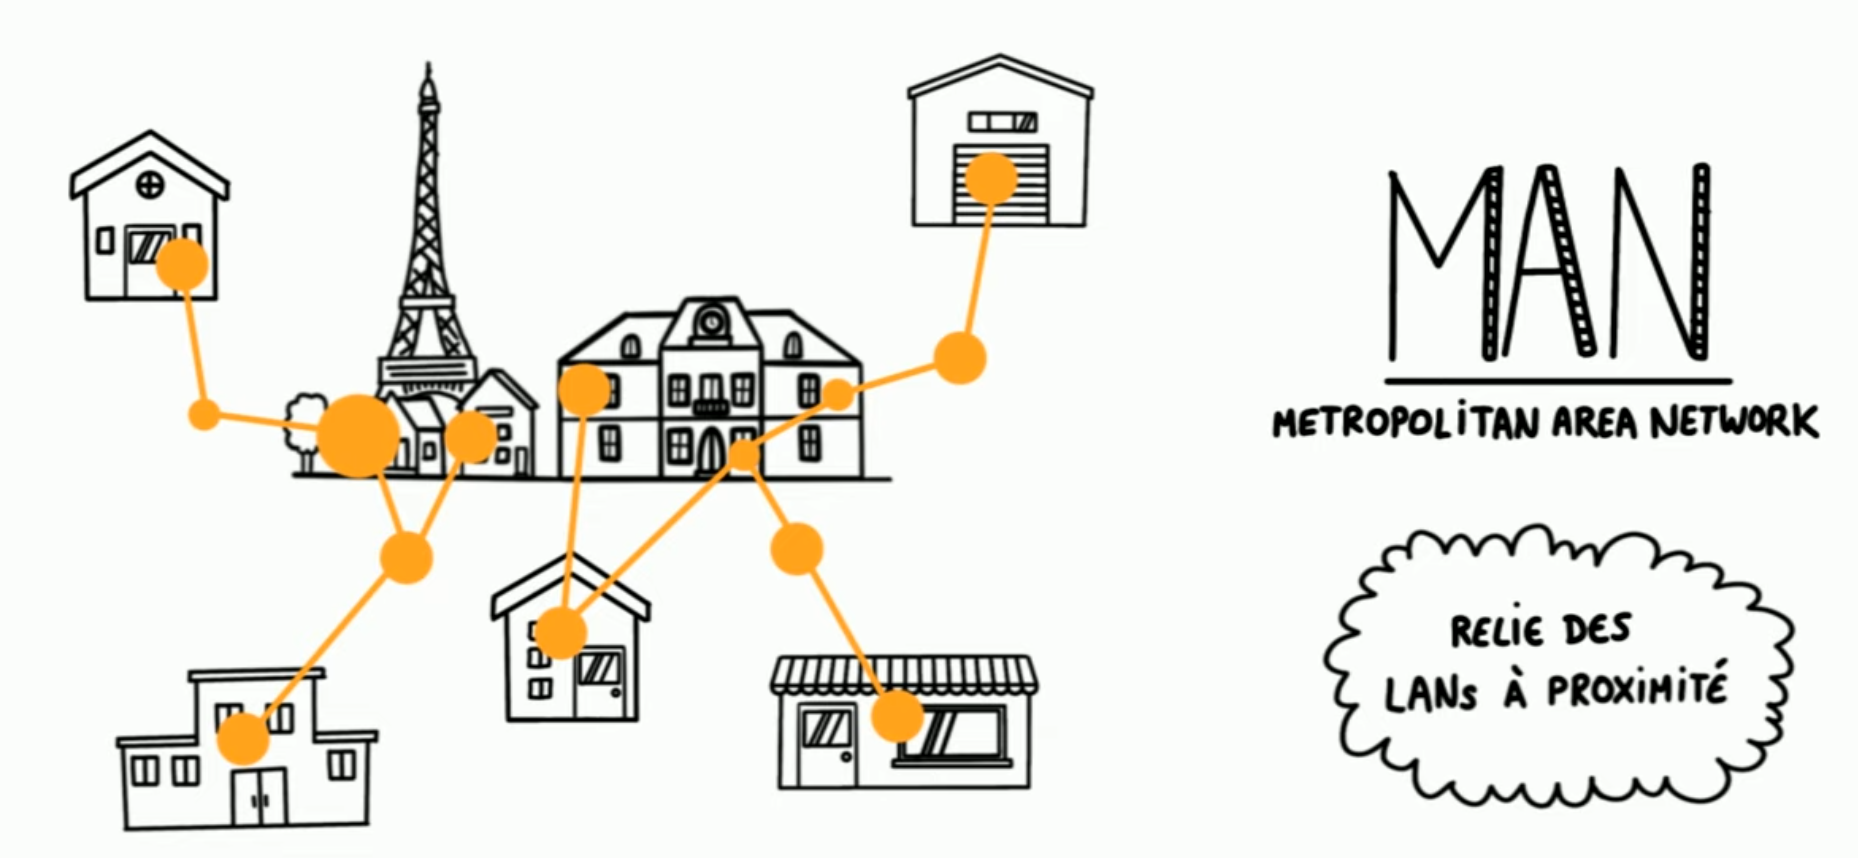 MAN
METROPOLiTAN AREA NETWORK
RELiE DES
LANs À PROXiMiTÉ